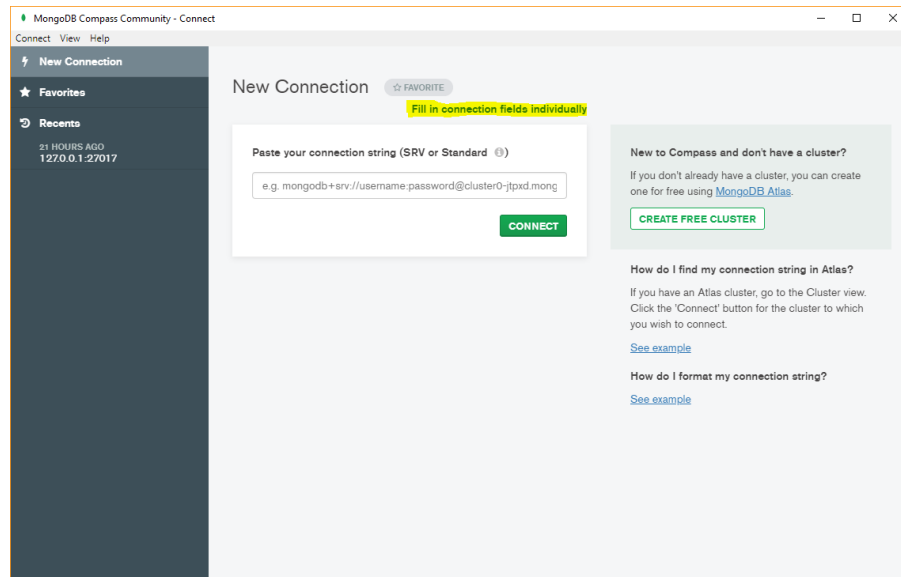 MongoDB Compass Community - Connect
Connect View Help
New Connection
Favorites
Recents
21 HOURS AGO
127.0.0.1:27017
New Connection
FAVORITE
Fill in connection fields individually
Paste your connection string (SRV or Standard )
e.g. mongodb+srv://username:password@cluster0-jtpxd.mong
CONNECT
New to Compass and don't have a cluster?
If you don't already have a cluster, you can create
one for free using MongoDB Atlas.
CREATE FREE CLUSTER
How do I find my connection string in Atlas?
If you have an Atlas cluster, go to the Cluster view.
Click the 'Connect' button for the cluster to which
you wish to connect.
See example
How do I format my connection string?
See example